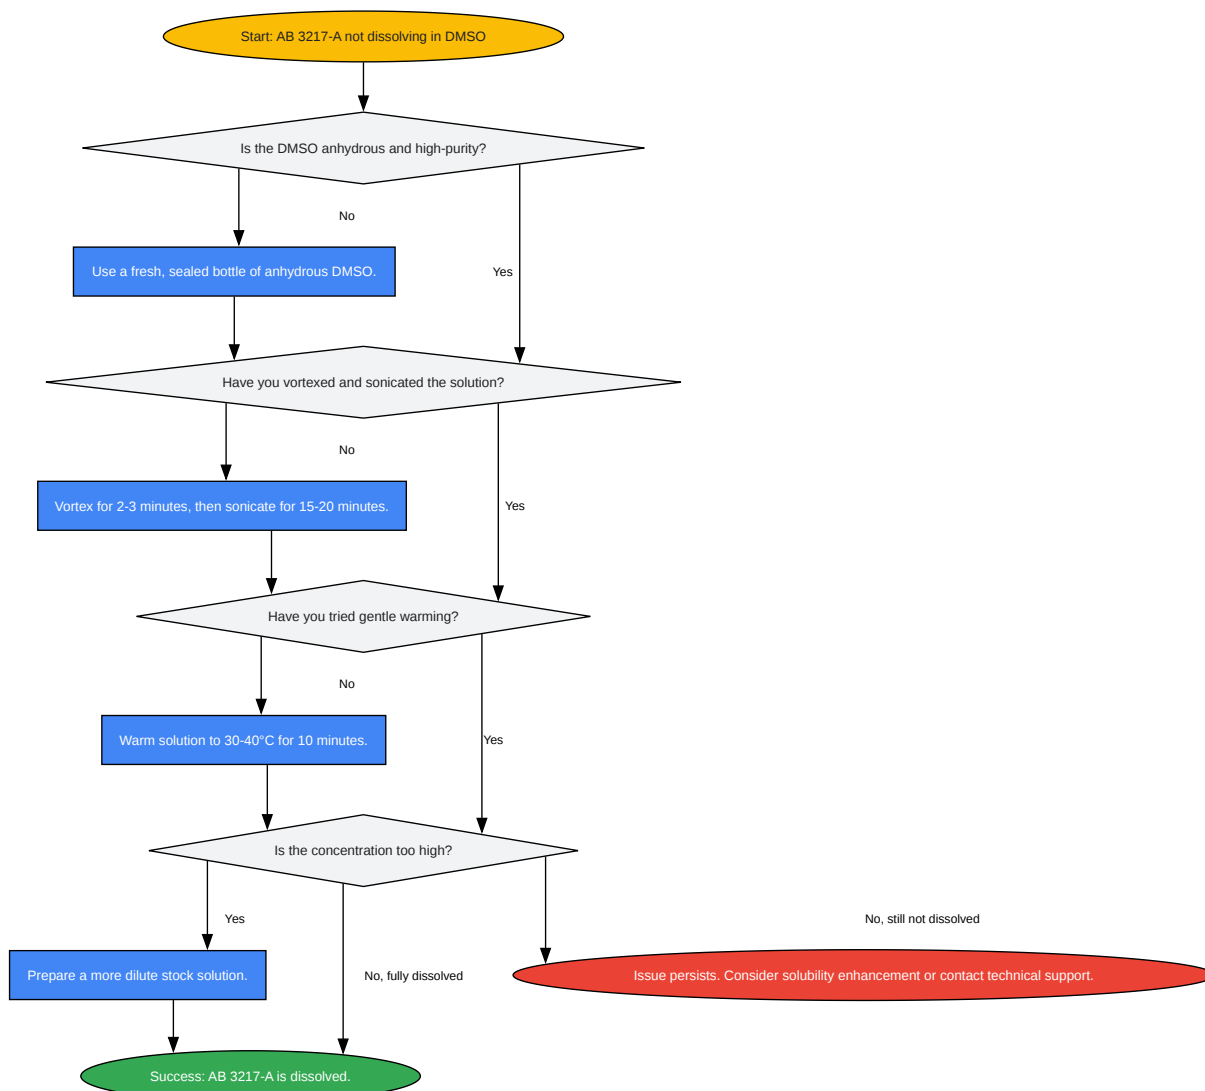 Start: AB 3217-A not dissolving in DMSO
Is the DMSO anhydrous and high-purity?
No
Use a fresh, sealed bottle of anhydrous DMSO.
Yes
Have you vortexed and sonicated the solution?
No
Vortex for 2-3 minutes, then sonicate for 15-20 minutes.
Yes
Have you tried gentle warming?
No
Warm solution to 30-40°C for 10 minutes.
Yes
Is the concentration too high?
Yes
No, still not dissolved
Prepare a more dilute stock solution.
No, fully dissolved
Issue persists. Consider solubility enhancement or contact technical support.
Success: AB 3217-A is dissolved.